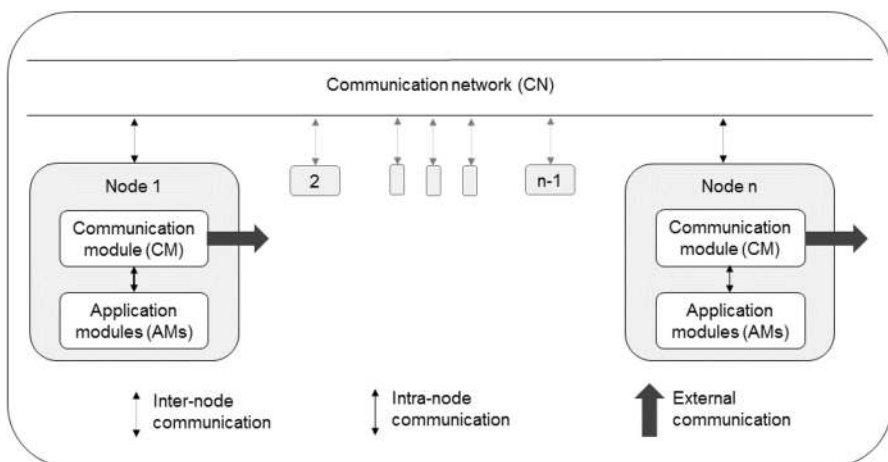 Communication network (CN)
Node 1
2
n-1
Node n
Communication
module (CM)
Communication
module (CM)
Application
modules (AMs)
Application
modules (AMs)
Inter-node
communication
Intra-node
communication
External
communication